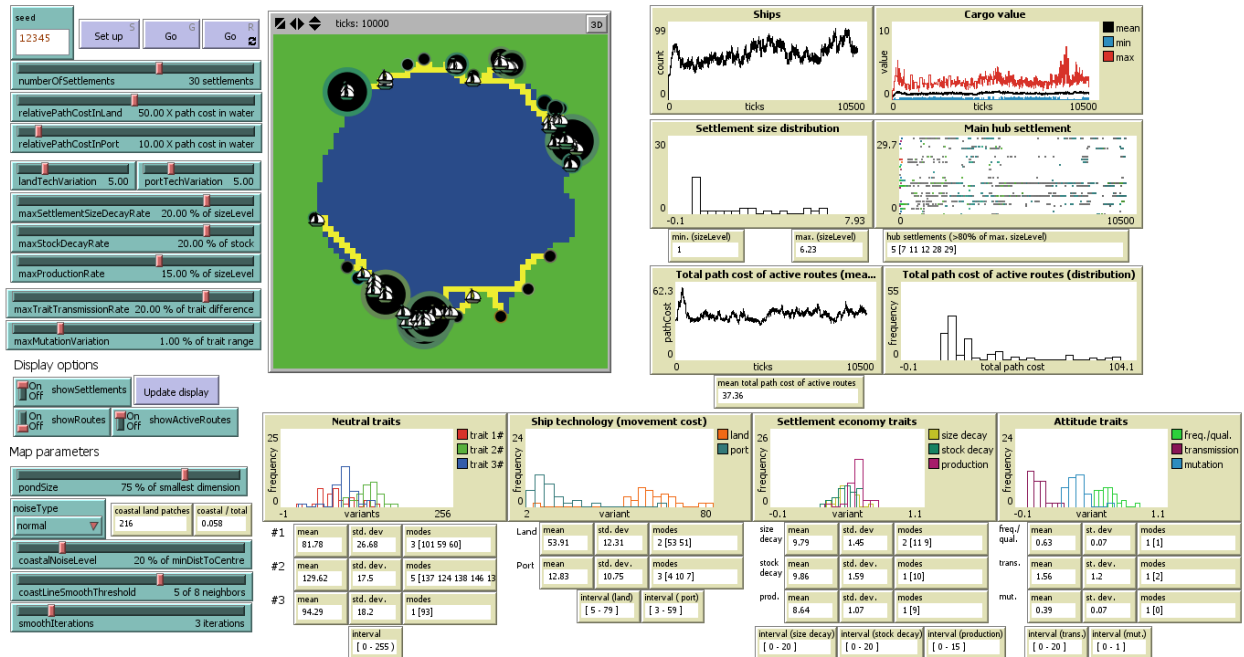 seed
12345
Set up S
Go G
Go R
numberOfSettlements 30 settlements
relativePathCostInLand 50.00 X path cost in water
relativePathCostInPort 10.00 X path cost in water
landTechVariation 5.00
portTechVariation 5.00
maxSettlementSizeDecayRate 20.00 % of sizeLevel
maxStockDecayRate 20.00 % of stock
maxProductionRate 15.00 % of sizeLevel
maxTraitTransmissionRate 20.00 % of trait difference
maxMutationVariation 1.00 % of trait range
Display options
On
Off
showSettlements
Update display
On
Off
showRoutes
On
Off
showActiveRoutes
Map parameters
pondSize 75 % of smallest dimension
noiseType
normal
coastal land patches
216
coastal / total
0.058
coastalNoiseLevel 20 % of minDistToCentre
coastLineSmoothThreshold 5 of 8 neighbors
smoothIterations 3 iterations
ticks: 10000
3D
Ships
99
count
0
0 ticks 10500
Cargo value
10
value
0
0 ticks 10500
mean
min
max
Settlement size distribution
30
0
-0.1 7.93
min. (sizeLevel)
1
max. (sizeLevel)
6.23
Main hub settlement
29.7
0
0 10500
hub settlements (>80% of max. sizeLevel)
5 [7 11 12 28 29]
Total path cost of active routes (mea...
62.3
pathCost
0
0 ticks 10500
Total path cost of active routes (distribution)
55
frequency
0
-0.1 total path cost 104.1
mean total path cost of active routes
37.36
Neutral traits
25
frequency
0
-1 variants 256
trait 1#
trait 2#
trait 3#
#1
mean
81.78
std. dev
26.68
modes
3 [101 59 60]
#2
mean
129.62
std. dev.
17.5
modes
5 [137 124 138 146 13
#3
mean
94.29
std. dev.
18.2
modes
1 [93]
interval
[ 0 - 255 )
Ship technology (movement cost)
24
frequency
0
2 variant 80
land
port
Land
mean
53.91
std. dev
12.31
modes
2 [53 51]
Port
mean
12.83
std. dev.
10.75
modes
3 [4 10 7]
interval (land)
[ 5 - 79 ]
interval ( port)
[ 3 - 59 ]
Settlement economy traits
26
frequency
0
-0.1 variant 1.1
size decay
stock decay
production
size
decay
mean
9.79
std. dev.
1.45
modes
2 [11 9]
stock
decay
mean
9.86
std. dev.
1.59
modes
1 [10]
prod.
mean
8.64
std. dev.
1.07
modes
1 [9]
interval (size decay)
[ 0 - 20 ]
interval (stock decay)
[ 0 - 20 ]
interval (production)
[ 0 - 15 ]
Attitude traits
24
frequency
0
-0.1 variant 1.1
freq./qual.
transmission
mutation
freq./
qual.
mean
0.63
std. dev.
0.07
modes
1 [1]
trans.
mean
1.56
std. dev.
1.2
modes
1 [2]
mut.
mean
0.39
std. dev.
0.07
modes
1 [0]
interval (trans.)
[ 0 - 20 ]
interval (mut.)
[ 0 - 1 ]